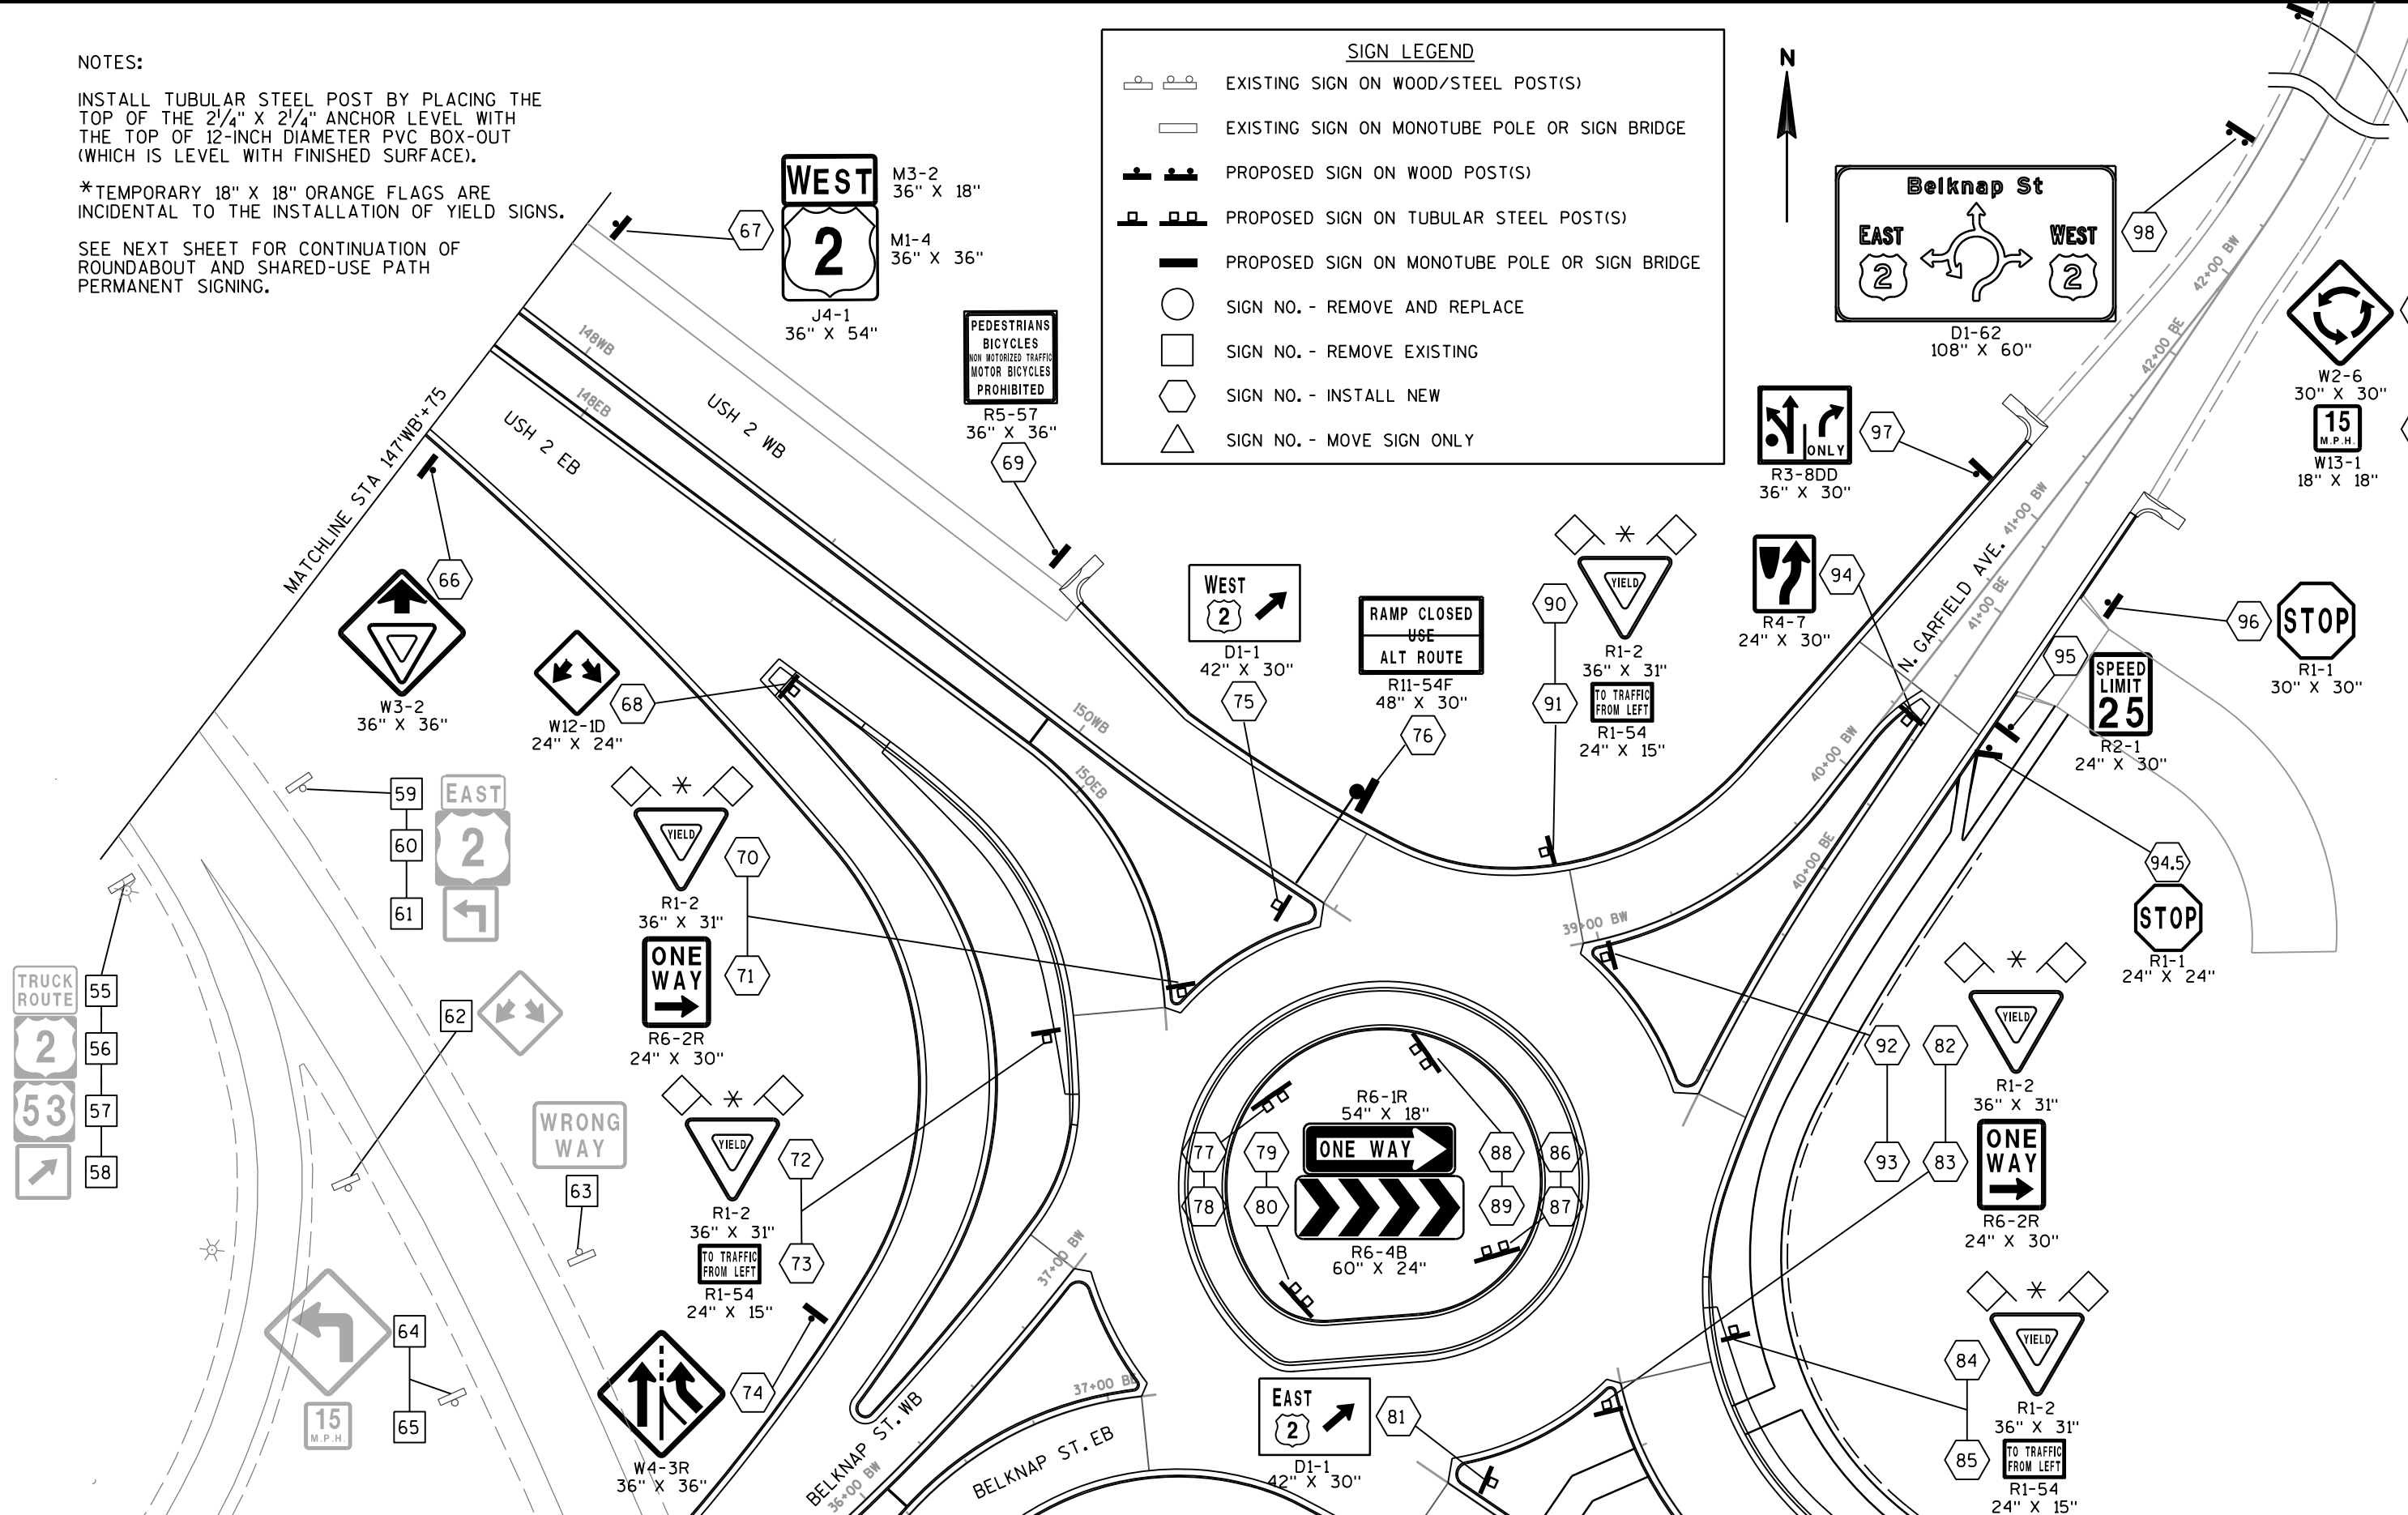 NOTES:
INSTALL TUBULAR STEEL POST BY PLACING THE
TOP OF THE 2¼" X 2¼" ANCHOR LEVEL WITH
THE TOP OF 12-INCH DIAMETER PVC BOX-OUT
(WHICH IS LEVEL WITH FINISHED SURFACE).
*TEMPORARY 18" X 18" ORANGE FLAGS ARE
INCIDENTAL TO THE INSTALLATION OF YIELD SIGNS.
SEE NEXT SHEET FOR CONTINUATION OF
ROUNDABOUT AND SHARED-USE PATH
PERMANENT SIGNING.
SIGN LEGEND
EXISTING SIGN ON WOOD/STEEL POST(S)
EXISTING SIGN ON MONOTUBE POLE OR SIGN BRIDGE
PROPOSED SIGN ON WOOD POST(S)
PROPOSED SIGN ON TUBULAR STEEL POST(S)
PROPOSED SIGN ON MONOTUBE POLE OR SIGN BRIDGE
SIGN NO. - REMOVE AND REPLACE
SIGN NO. - REMOVE EXISTING
SIGN NO. - INSTALL NEW
SIGN NO. - MOVE SIGN ONLY
N
67
WEST
M3-2
36" X 18"
2
M1-4
36" X 36"
J4-1
36" X 54"
PEDESTRIANS
BICYCLES
NON MOTORIZED TRAFFIC
MOTOR BICYCLES
PROHIBITED
R5-57
36" X 36"
69
Belknap St
EAST
2
WEST
2
D1-62
108" X 60"
98
W2-6
30" X 30"
15
M.P.H.
W13-1
18" X 18"
42+00 BW
42+00 BE
ONLY
R3-8DD
36" X 30"
97
41+00 BW
41+00 BE
N. GARFIELD AVE.
R4-7
24" X 30"
94
96
STOP
R1-1
30" X 30"
95
SPEED
LIMIT
25
R2-1
24" X 30"
94.5
STOP
R1-1
24" X 24"
MATCHLINE STA 147'WB'+75
148WB
148EB
USH 2 WB
USH 2 EB
66
W3-2
36" X 36"
68
W12-1D
24" X 24"
150WB
150EB
WEST
2
D1-1
42" X 30"
75
RAMP CLOSED
USE
ALT ROUTE
R11-54F
48" X 30"
76
90
91
*
YIELD
R1-2
36" X 31"
TO TRAFFIC
FROM LEFT
R1-54
24" X 15"
40+00 BW
40+00 BE
39+00 BW
59
60
61
EAST
2
*
YIELD
R1-2
36" X 31"
70
71
ONE
WAY
R6-2R
24" X 30"
TRUCK
ROUTE
2
53
55
56
57
58
62
WRONG
WAY
63
*
YIELD
R1-2
36" X 31"
TO TRAFFIC
FROM LEFT
R1-54
24" X 15"
72
73
15
M.P.H.
64
65
W4-3R
36" X 36"
74
R6-1R
54" X 18"
ONE WAY
R6-4B
60" X 24"
77
78
79
80
88
89
86
87
92
93
82
83
*
YIELD
R1-2
36" X 31"
ONE
WAY
R6-2R
24" X 30"
84
85
*
YIELD
R1-2
36" X 31"
TO TRAFFIC
FROM LEFT
R1-54
24" X 15"
37+00 BW
37+00 BE
36+00 BW
BELKNAP ST. WB
BELKNAP ST. EB
EAST
2
D1-1
42" X 30"
81